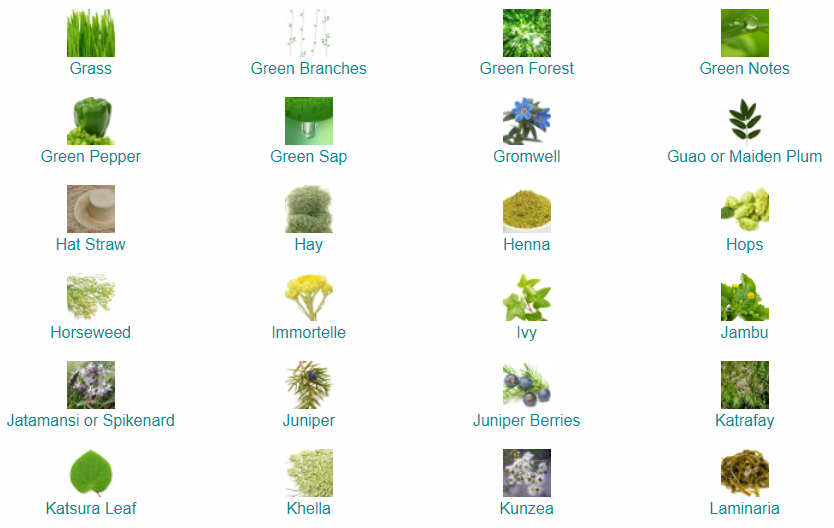 Grass
Green Branches
Green Forest
Green Notes
Green Pepper
Green Sap
Gromwell
Guao or Maiden Plum
Hat Straw
Hay
Henna
Hops
Horseweed
Immortelle
Ivy
Jambu
Jatamansi or Spikenard
Juniper
Juniper Berries
Katrafay
Katsura Leaf
Khella
Kunzea
Laminaria